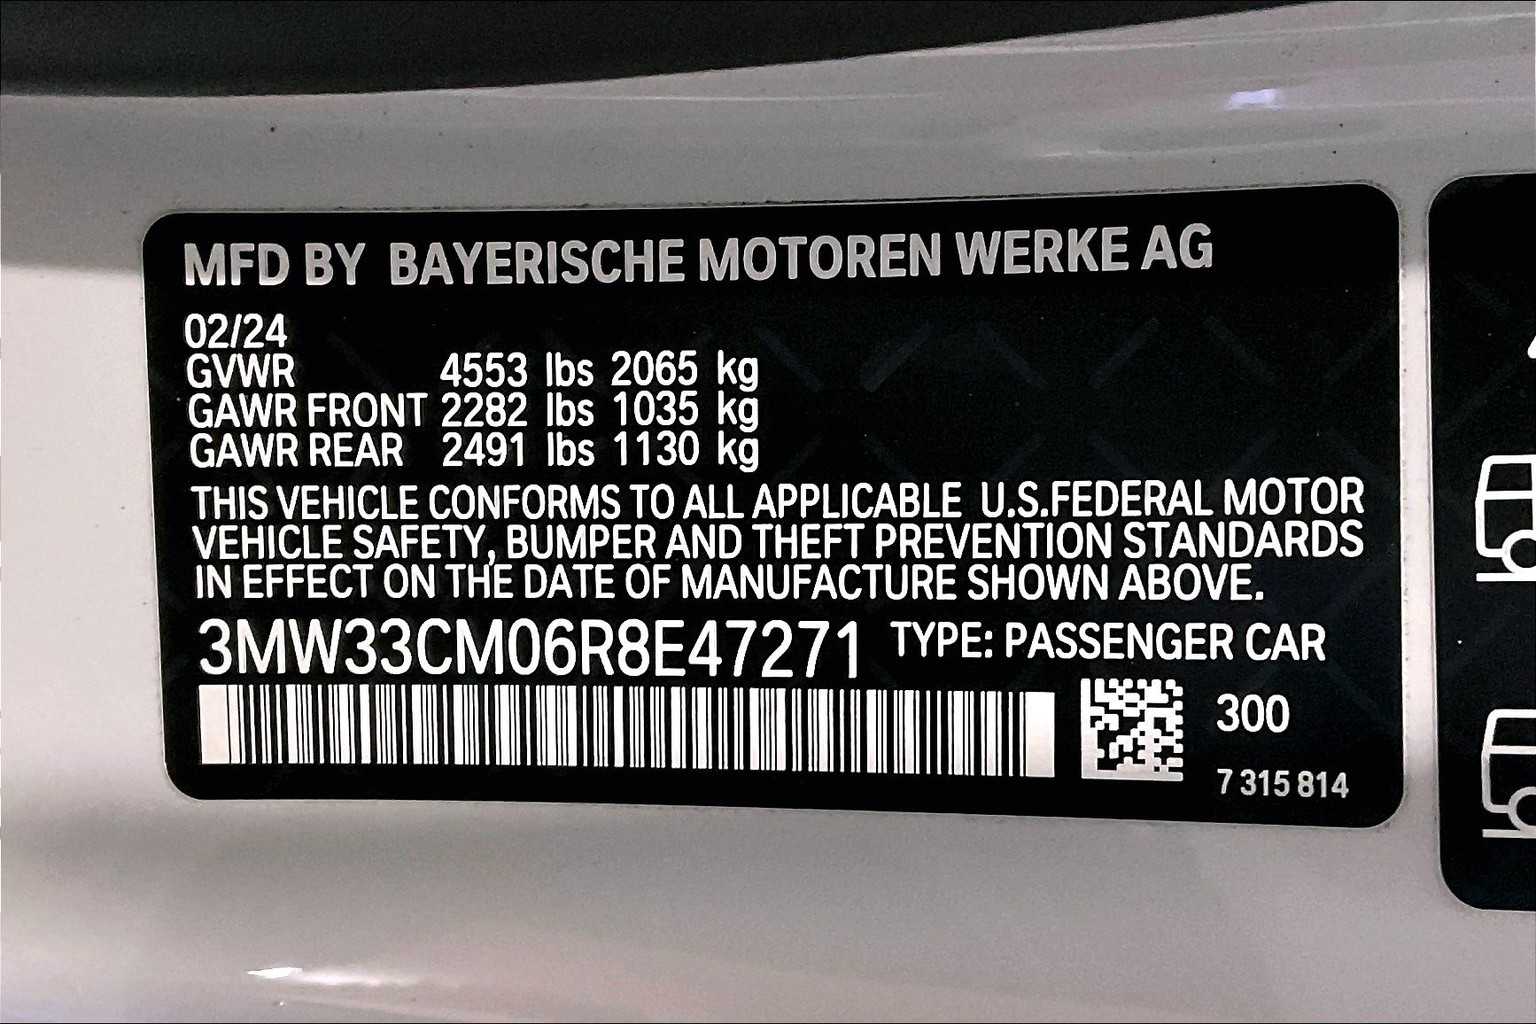 MFD BY BAYERISCHE MOTOREN WERKE AG
02/24
GVWR 4553 lbs 2065 kg
GAWR FRONT 2282 lbs 1035 kg
GAWR REAR 2491 lbs 1130 kg
THIS VEHICLE CONFORMS TO ALL APPLICABLE U.S.FEDERAL MOTOR
VEHICLE SAFETY, BUMPER AND THEFT PREVENTION STANDARDS
IN EFFECT ON THE DATE OF MANUFACTURE SHOWN ABOVE.
3MW33CM06R8E47271 TYPE: PASSENGER CAR
300
7 315 814